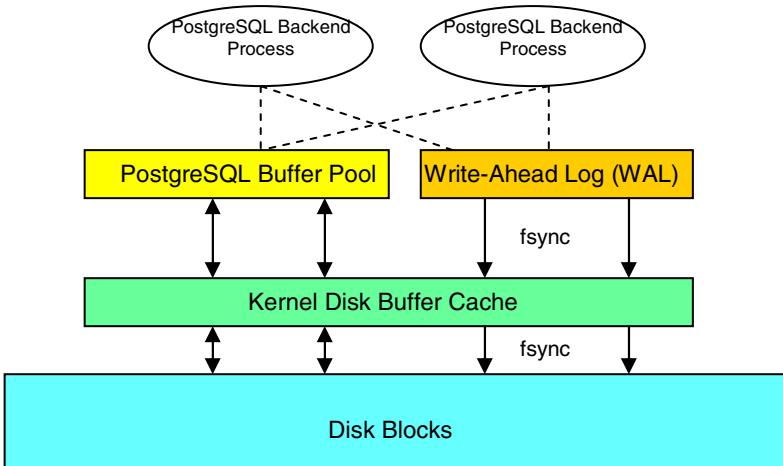 PostgreSQL Backend
Process
PostgreSQL Backend
Process
PostgreSQL Buffer Pool
Write-Ahead Log (WAL)
fsync
Kernel Disk Buffer Cache
fsync
Disk Blocks